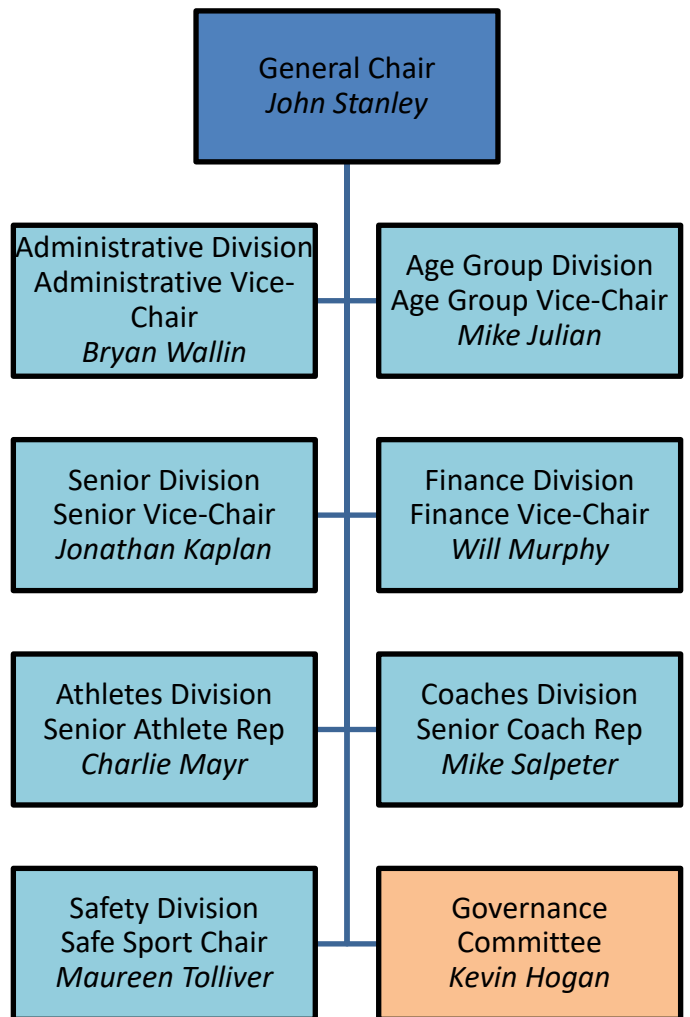 General Chair
John Stanley
Administrative Division
Administrative Vice-
Chair
Bryan Wallin
Age Group Division
Age Group Vice-Chair
Mike Julian
Senior Division
Senior Vice-Chair
Jonathan Kaplan
Finance Division
Finance Vice-Chair
Will Murphy
Athletes Division
Senior Athlete Rep
Charlie Mayr
Coaches Division
Senior Coach Rep
Mike Salpeter
Safety Division
Safe Sport Chair
Maureen Tolliver
Governance
Committee
Kevin Hogan